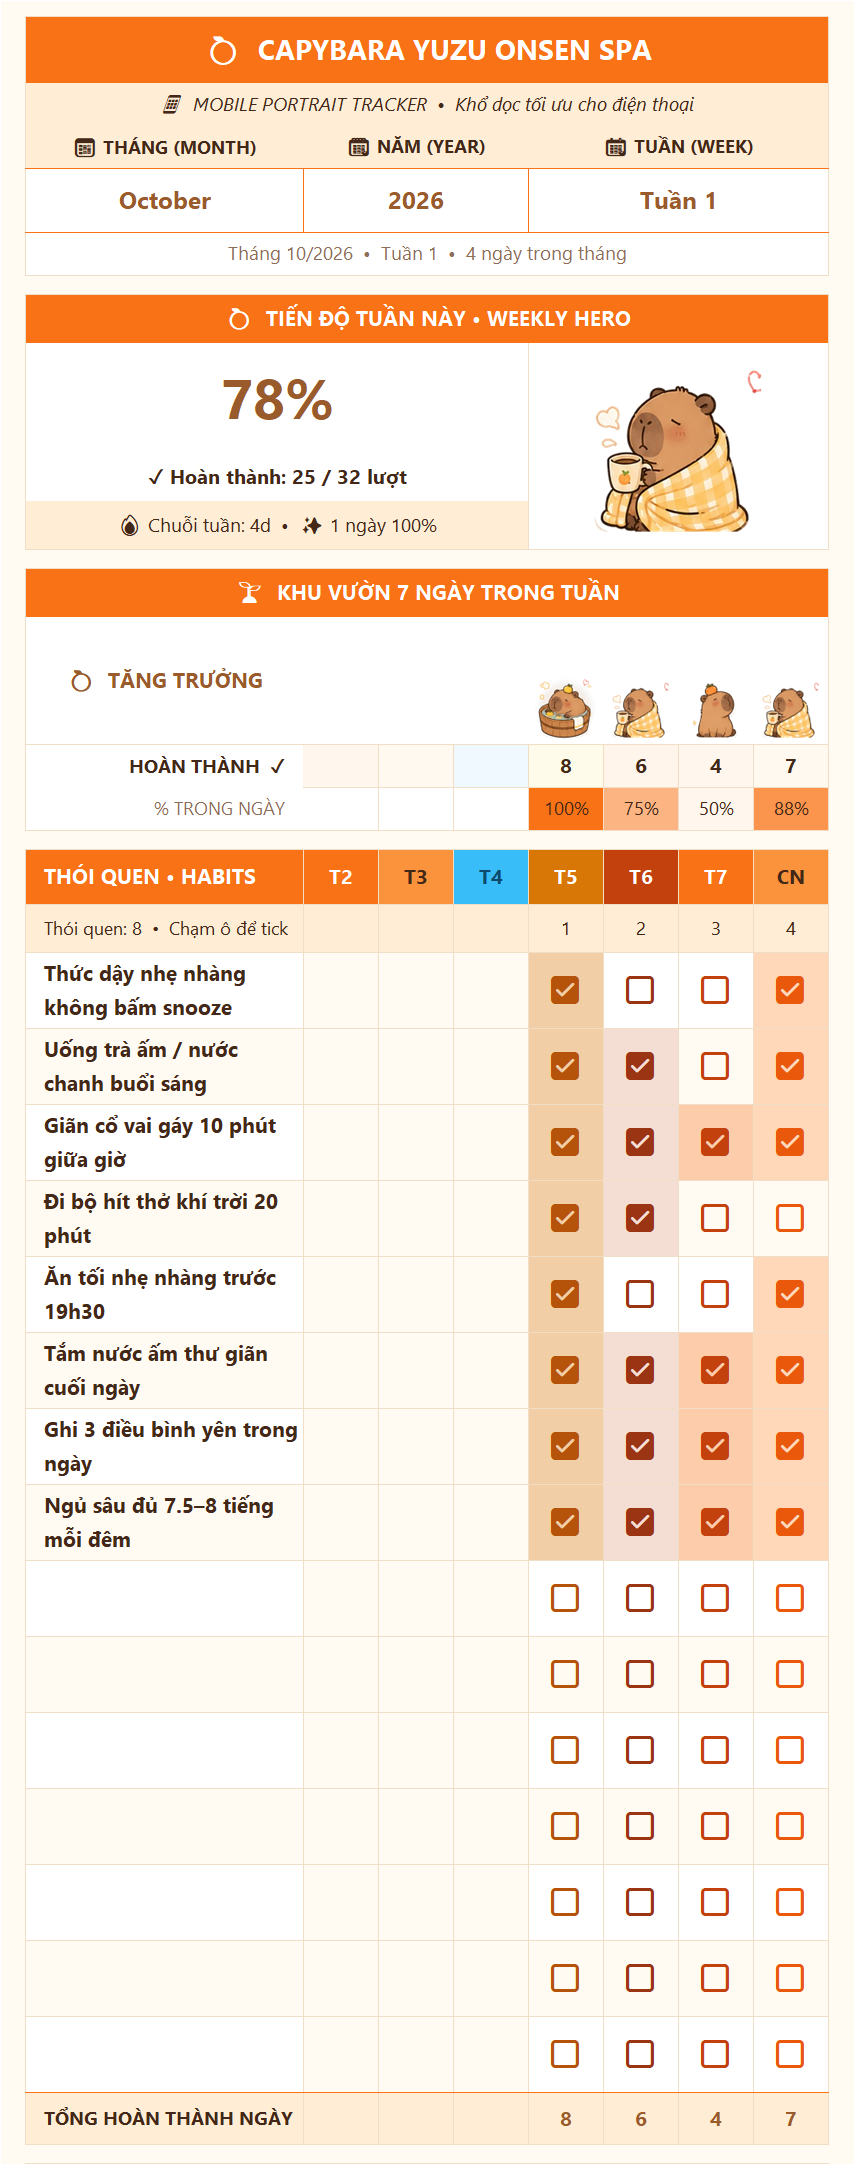 CAPYBARA YUZU ONSEN SPA
MOBILE PORTRAIT TRACKER • Khổ dọc tối ưu cho điện thoại
THÁNG (MONTH) NĂM (YEAR) TUẦN (WEEK)
October 2026 Tuần 1
Tháng 10/2026 • Tuần 1 • 4 ngày trong tháng
TIẾN ĐỘ TUẦN NÀY • WEEKLY HERO
78%
✓ Hoàn thành: 25 / 32 lượt
Chuỗi tuần: 4d • ✨ 1 ngày 100%
KHU VƯỜN 7 NGÀY TRONG TUẦN
TĂNG TRƯỞNG
HOÀN THÀNH ✓ 8 6 4 7
% TRONG NGÀY 100% 75% 50% 88%
THÓI QUEN • HABITS T2 T3 T4 T5 T6 T7 CN
Thói quen: 8 • Chạm ô để tick 1 2 3 4
Thức dậy nhẹ nhàng
không bấm snooze
Uống trà ấm / nước
chanh buổi sáng
Giãn cổ vai gáy 10 phút
giữa giờ
Đi bộ hít thở khí trời 20
phút
Ăn tối nhẹ nhàng trước
19h30
Tắm nước ấm thư giãn
cuối ngày
Ghi 3 điều bình yên trong
ngày
Ngủ sâu đủ 7.5–8 tiếng
mỗi đêm
TỔNG HOÀN THÀNH NGÀY 8 6 4 7